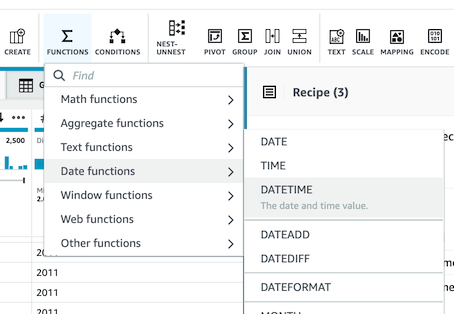 CREATE
FUNCTIONS
CONDITIONS
NEST-
UNNEST
PIVOT
GROUP
JOIN
UNION
TEXT
SCALE
MAPPING
ENCODE
Find
Math functions
Aggregate functions
Text functions
Date functions
Window functions
Web functions
Other functions
2,500
Recipe (3)
DATE
TIME
DATETIME
The date and time value.
DATEADD
DATEDIFF
DATEFORMAT
2011
2011
2011